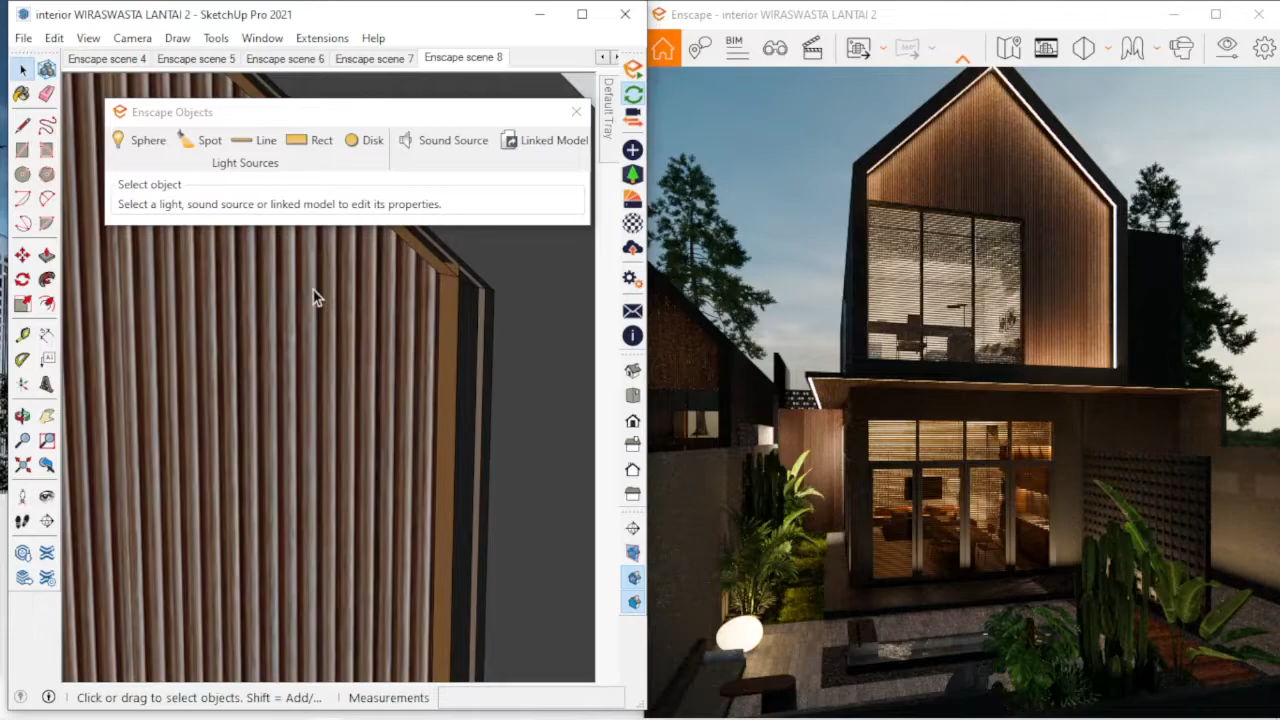 interior WIRASWASTA LANTAI 2 - SketchUp Pro 2021
File Edit View Camera Draw Tools Window Extensions Help
Enscape scene 4 Enscape scene 5 Enscape scene 6 Enscape scene 7 Enscape scene 8
Default Tray
Enscape Objects
Sphere Spot Line Rect Disk Sound Source Linked Model
Light Sources
Select object
Select a light, sound source or linked model to edit its properties.
Click or drag to select objects. Shift = Add/... Measurements
Enscape - interior WIRASWASTA LANTAI 2
BIM
360°